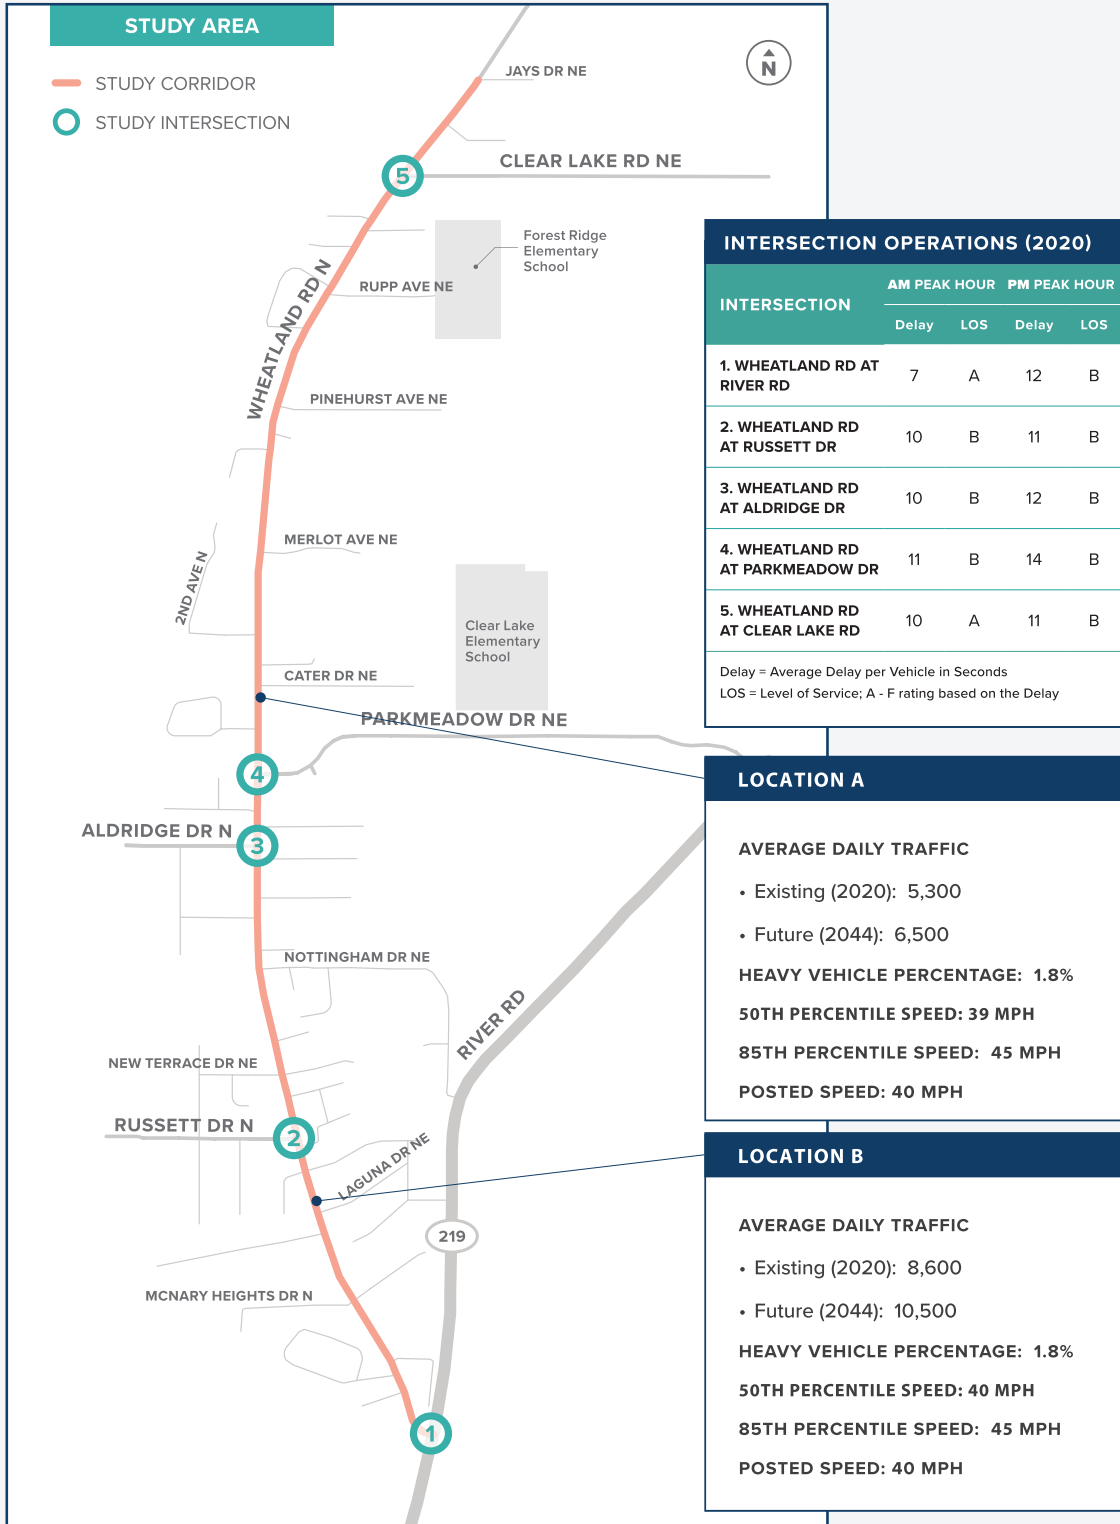 STUDY AREA
STUDY CORRIDOR
STUDY INTERSECTION
N
JAYS DR NE
CLEAR LAKE RD NE
5
Forest Ridge
Elementary
School
WHEATLAND RD N
RUPP AVE NE
PINEHURST AVE NE
MERLOT AVE NE
2ND AVE N
Clear Lake
Elementary
School
CATER DR NE
PARKMEADOW DR NE
4
ALDRIDGE DR N
3
NOTTINGHAM DR NE
RIVER RD
NEW TERRACE DR NE
RUSSETT DR N
2
LAGUNA DR NE
219
MCNARY HEIGHTS DR N
1
INTERSECTION OPERATIONS (2020)
INTERSECTION
AM PEAK HOUR PM PEAK HOUR
Delay LOS Delay LOS
1. WHEATLAND RD AT
RIVER RD
7 A 12 B
2. WHEATLAND RD
AT RUSSETT DR
10 B 11 B
3. WHEATLAND RD
AT ALDRIDGE DR
10 B 12 B
4. WHEATLAND RD
AT PARKMEADOW DR
11 B 14 B
5. WHEATLAND RD
AT CLEAR LAKE RD
10 A 11 B
Delay = Average Delay per Vehicle in Seconds
LOS = Level of Service; A - F rating based on the Delay
LOCATION A
AVERAGE DAILY TRAFFIC
• Existing (2020): 5,300
• Future (2044): 6,500
HEAVY VEHICLE PERCENTAGE: 1.8%
50TH PERCENTILE SPEED: 39 MPH
85TH PERCENTILE SPEED: 45 MPH
POSTED SPEED: 40 MPH
LOCATION B
AVERAGE DAILY TRAFFIC
• Existing (2020): 8,600
• Future (2044): 10,500
HEAVY VEHICLE PERCENTAGE: 1.8%
50TH PERCENTILE SPEED: 40 MPH
85TH PERCENTILE SPEED: 45 MPH
POSTED SPEED: 40 MPH